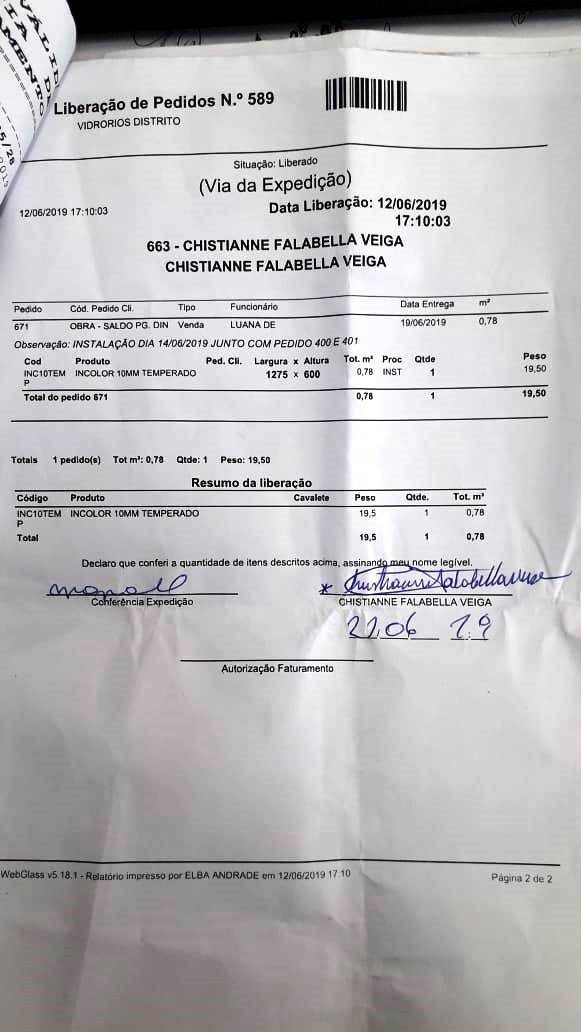 Liberação de Pedidos N.º 589
VIDRORIOS DISTRITO
Situação: Liberado
(Via da Expedição)
12/06/2019 17:10:03
Data Liberação: 12/06/2019
17:10:03
663 - CHISTIANNE FALABELLA VEIGA
CHISTIANNE FALABELLA VEIGA
Pedido Cód. Pedido Cli. Tipo Funcionário Data Entrega m²
671 OBRA - SALDO PG. DIN Venda LUANA DE 19/06/2019 0,78
Observação: INSTALAÇÃO DIA 14/06/2019 JUNTO COM PEDIDO 400 E 401
Cod Produto Ped. Cli. Largura x Altura Tot. m² Proc Qtde Peso
INC10TEM INCOLOR 10MM TEMPERADO 1275 x 600 0,78 INST 1 19,50
P
Total do pedido 671 0,78 1 19,50
Totais 1 pedido(s) Tot m²: 0,78 Qtde: 1 Peso: 19,50
Resumo da liberação
Código Produto Cavalete Peso Qtde. Tot. m²
INC10TEM INCOLOR 10MM TEMPERADO 19,5 1 0,78
P
Total 19,5 1 0,78
Declaro que conferi a quantidade de itens descritos acima, assinando meu nome legível.
Conferência Expedição
CHISTIANNE FALABELLA VEIGA
21,06 19
Autorização Faturamento
WebGlass v5.18.1 - Relatório impresso por ELBA ANDRADE em 12/06/2019 17:10
Página 2 de 2